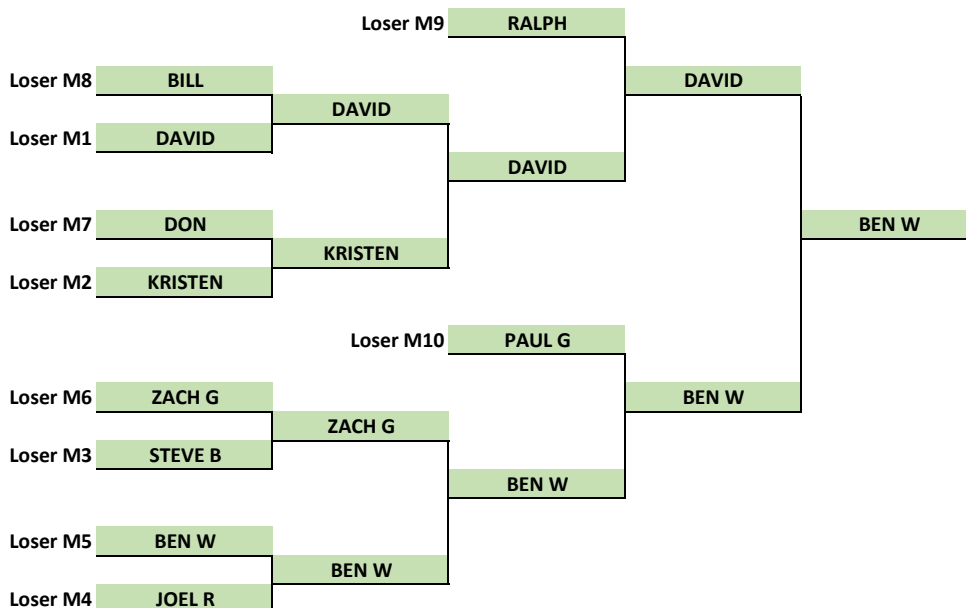 Loser M9 RALPH
Loser M8 BILL
DAVID
DAVID
Loser M1 DAVID
DAVID
Loser M7 DON
BEN W
KRISTEN
Loser M2 KRISTEN
Loser M10 PAUL G
Loser M6 ZACH G
BEN W
ZACH G
Loser M3 STEVE B
BEN W
Loser M5 BEN W
BEN W
Loser M4 JOEL R